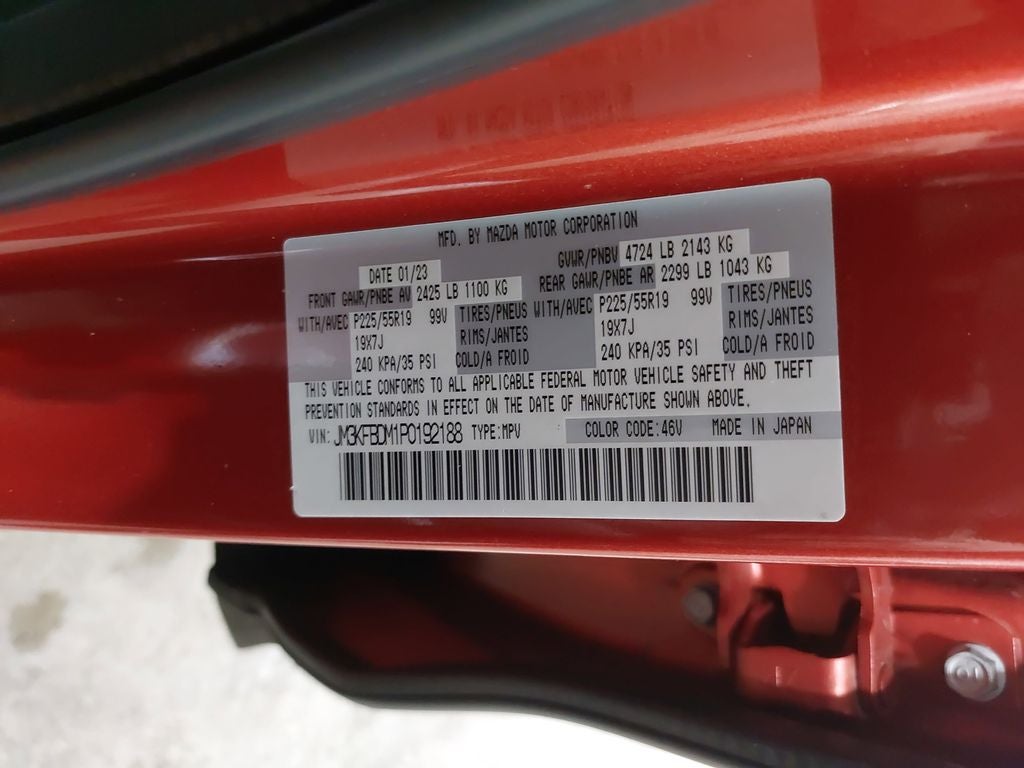 MFD. BY MAZDA MOTOR CORPORATION
DATE 01/23 GVWR/PNBV 4724 LB 2143 KG
FRONT GAWR/PNBE AV 2425 LB 1100 KG REAR GAWR/PNBE AR 2299 LB 1043 KG
WITH/AVEC P225/55R19 99V TIRES/PNEUS WITH/AVEC P225/55R19 99V TIRES/PNEUS
19X7J RIMS/JANTES 19X7J RIMS/JANTES
240 KPA/35 PSI COLD/A FROID 240 KPA/35 PSI COLD/A FROID
THIS VEHICLE CONFORMS TO ALL APPLICABLE FEDERAL MOTOR VEHICLE SAFETY AND THEFT
PREVENTION STANDARDS IN EFFECT ON THE DATE OF MANUFACTURE SHOWN ABOVE.
VIN: JM3KFBDM1P0192188 TYPE:MPV COLOR CODE:46V MADE IN JAPAN